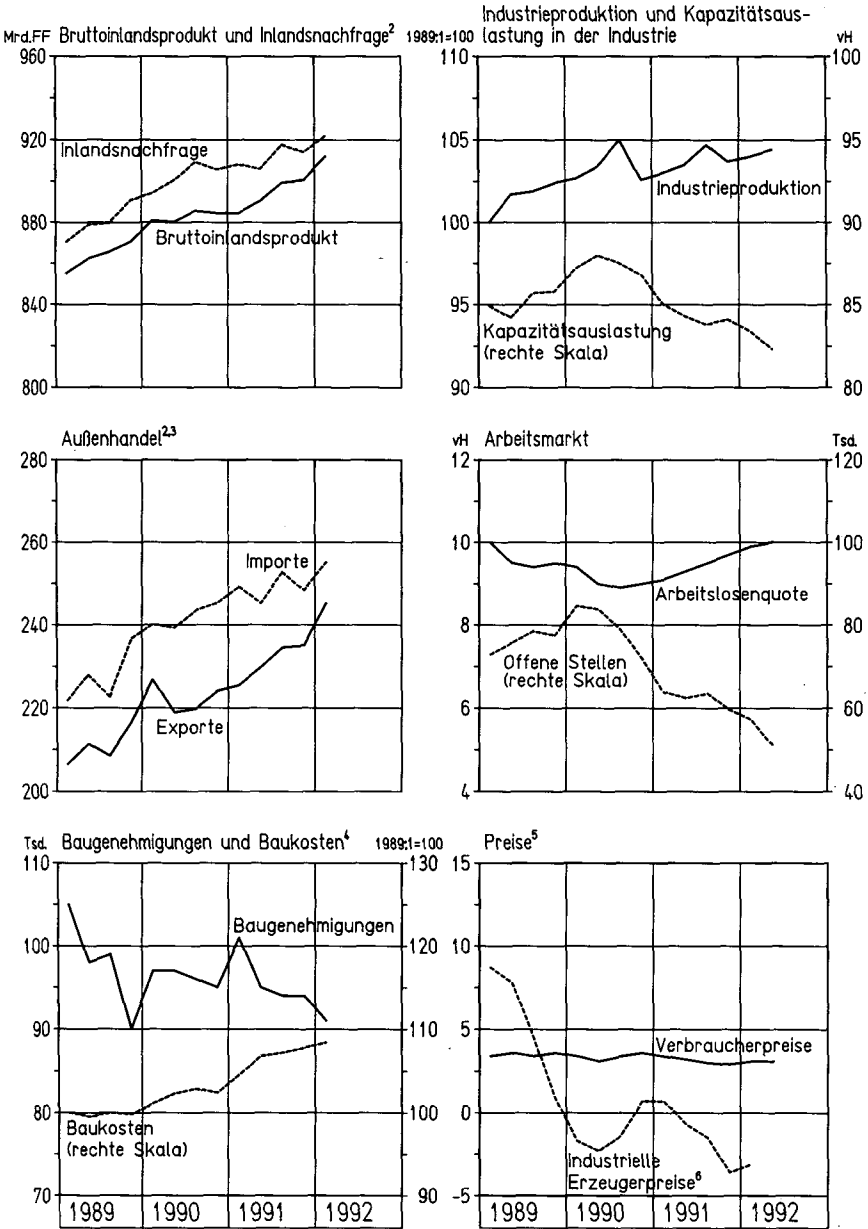 Mrd.FF Bruttoinlandsprodukt und Inlandsnachfrage²
960
920
880
840
800
Inlandsnachfrage
Bruttoinlandsprodukt
Industrieproduktion und Kapazitätsaus-
1989:1=100 lastung in der Industrie vH
110 100
105 95
100 90
95 85
90 80
Industrieproduktion
Kapazitätsauslastung
(rechte Skala)
Außenhandel²,³
280
260
240
220
200
Importe
Exporte
vH Arbeitsmarkt Tsd.
12 120
10 100
8 80
6 60
4 40
Arbeitslosenquote
Offene Stellen
(rechte Skala)
Tsd. Baugenehmigungen und Baukosten⁴ 1989:1=100
110 130
100 120
90 110
80 100
70 90
Baugenehmigungen
Baukosten
(rechte Skala)
1989 1990 1991 1992
Preise⁵
15
10
5
0
-5
Verbraucherpreise
Industrielle
Erzeugerpreise⁶
1989 1990 1991 1992